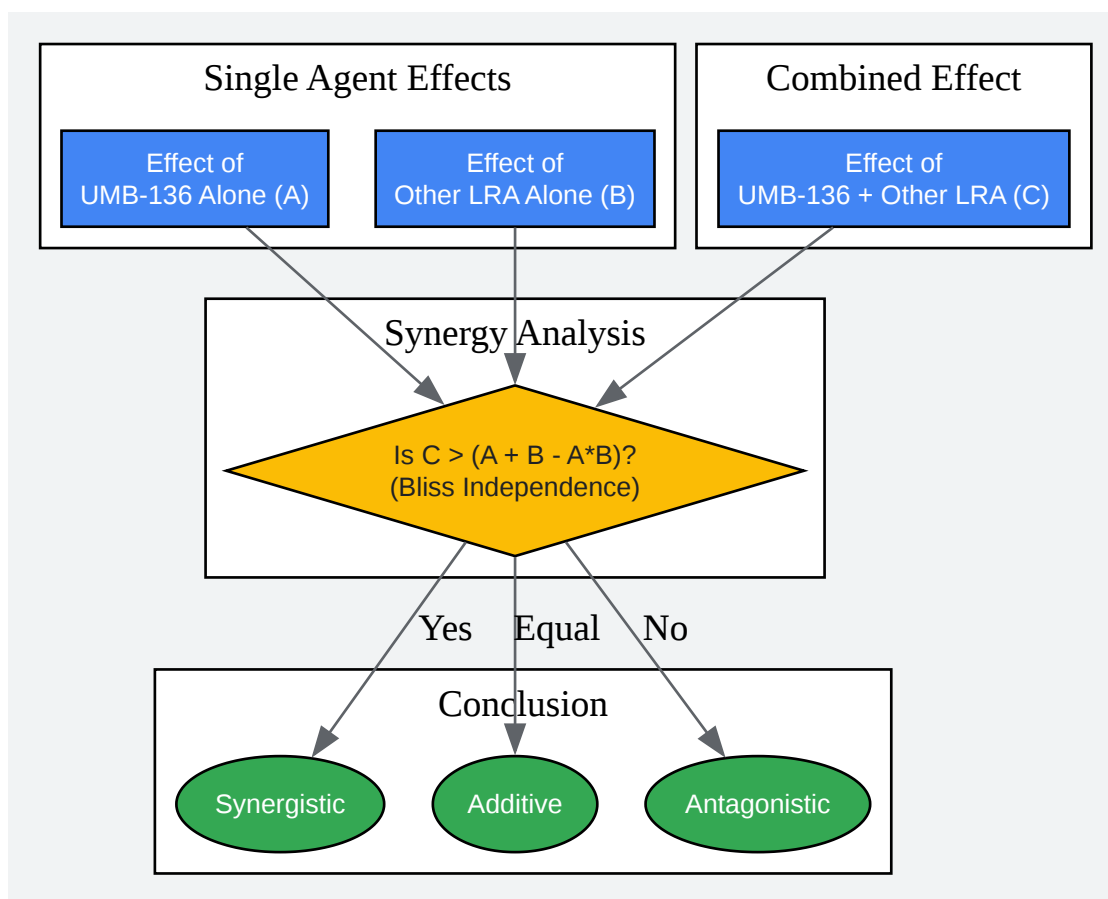 Single Agent Effects
Combined Effect
Effect of
UMB-136 Alone (A)
Effect of
Other LRA Alone (B)
Effect of
UMB-136 + Other LRA (C)
Synergy Analysis
Is C > (A + B - A*B)?
(Bliss Independence)
Yes
Equal
No
Conclusion
Synergistic
Additive
Antagonistic